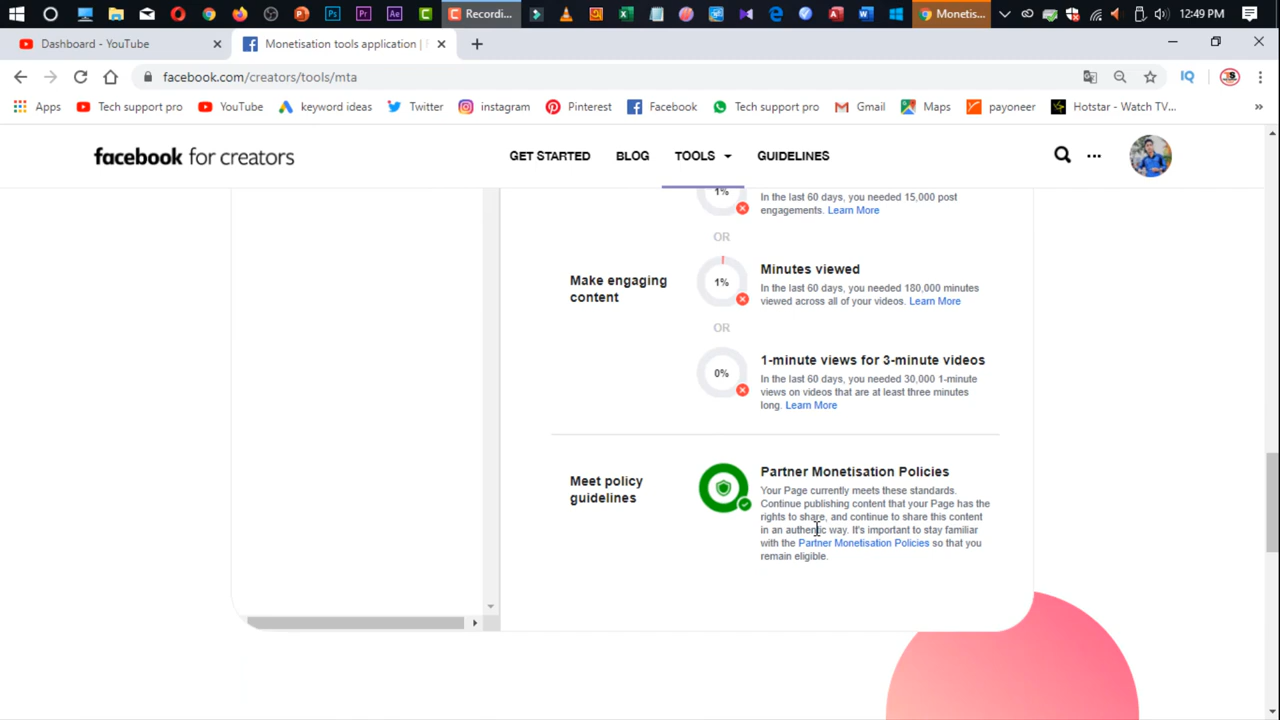 Recordi...
Monetis...
12:49 PM
Dashboard - YouTube
Monetisation tools application |
facebook.com/creators/tools/mta
Apps
Tech support pro
YouTube
keyword ideas
Twitter
instagram
Pinterest
Facebook
Tech support pro
Gmail
Maps
payoneer
Hotstar - Watch TV...
facebook for creators
GET STARTED
BLOG
TOOLS
GUIDELINES
1%
In the last 60 days, you needed 15,000 post
engagements. Learn More
OR
Make engaging
content
1%
Minutes viewed
In the last 60 days, you needed 180,000 minutes
viewed across all of your videos. Learn More
OR
0%
1-minute views for 3-minute videos
In the last 60 days, you needed 30,000 1-minute
views on videos that are at least three minutes
long. Learn More
Meet policy
guidelines
Partner Monetisation Policies
Your Page currently meets these standards.
Continue publishing content that your Page has the
rights to share, and continue to share this content
in an authentic way. It's important to stay familiar
with the Partner Monetisation Policies so that you
remain eligible.